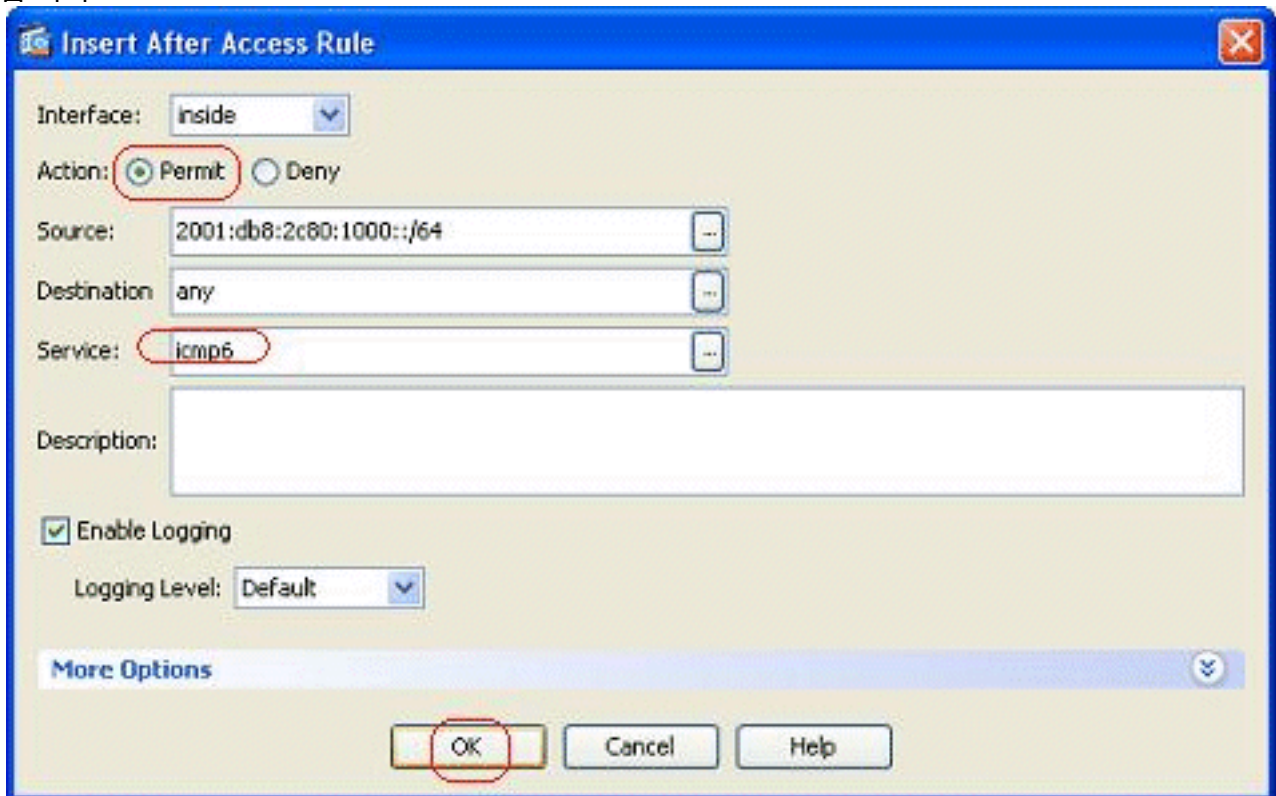 Insert After Access Rule
Interface: inside
Action: Permit Deny
Source: 2001:db8:2c80:1000::/64 ...
Destination any ...
Service: icmp6 ...
Description:
Enable Logging
Logging Level: Default
More Options
OK Cancel Help